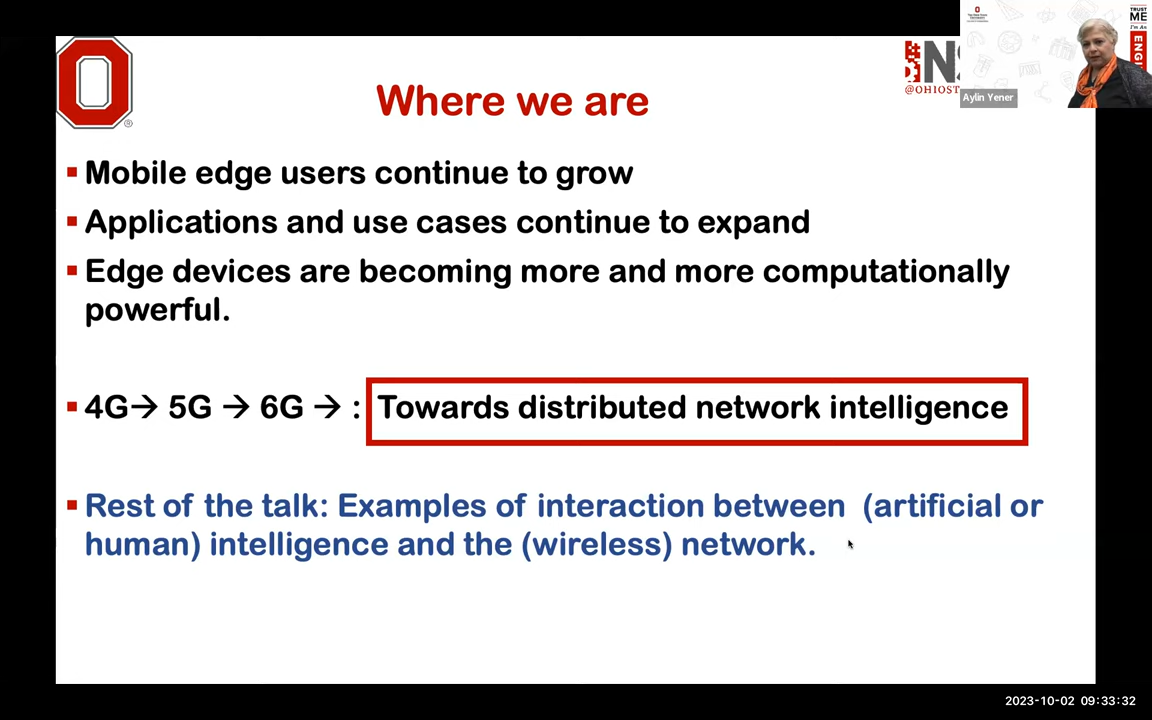 Where we are
TRUST
ME
I'm An
ENGI
Aylin Yener
@OHIOST
▪ Mobile edge users continue to grow
▪ Applications and use cases continue to expand
▪ Edge devices are becoming more and more computationally
powerful.
▪ 4G→ 5G → 6G → : Towards distributed network intelligence
▪ Rest of the talk: Examples of interaction between (artificial or
human) intelligence and the (wireless) network.
2023-10-02 09:33:32